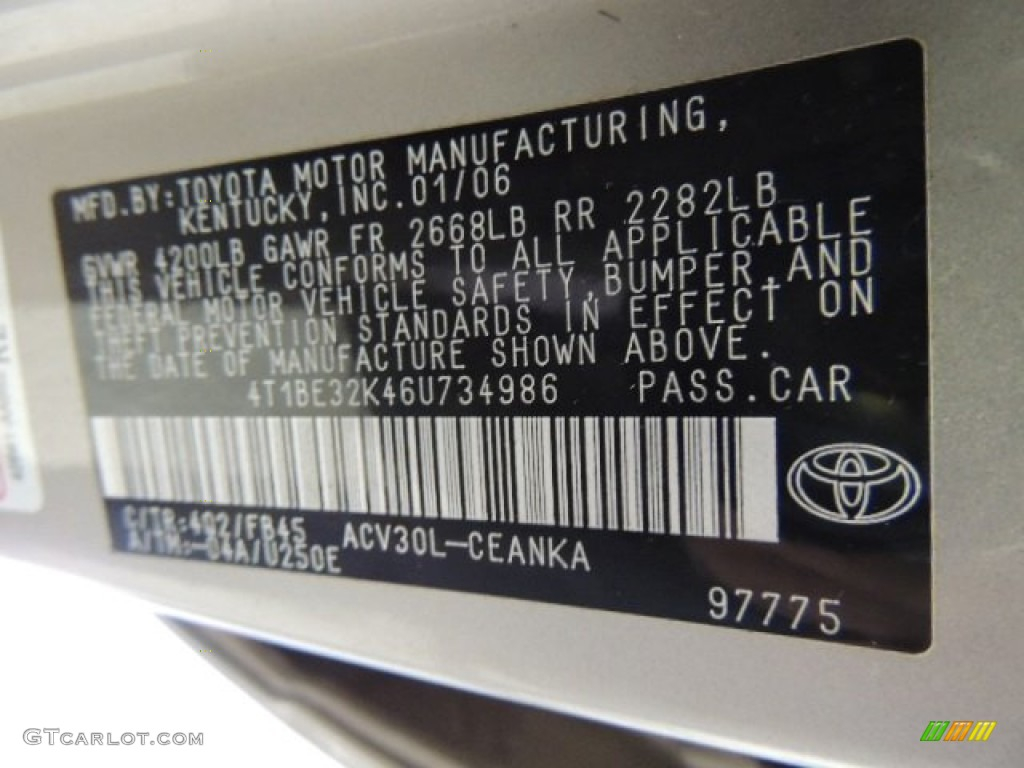 MFD.BY:TOYOTA MOTOR MANUFACTURING,
KENTUCKY,INC.01/06
GVWR 4200LB GAWR FR 2668LB RR 2282LB
THIS VEHICLE CONFORMS TO ALL APPLICABLE
FEDERAL MOTOR VEHICLE SAFETY,BUMPER,AND
THEFT PREVENTION STANDARDS IN EFFECT ON
THE DATE OF MANUFACTURE SHOWN ABOVE.
4T1BE32K46U734986 PASS.CAR
C/TR:4Q2/FB45 ACV30L-CEANKA
A/TM:-04A/U250E
97775
GTCarlot.com